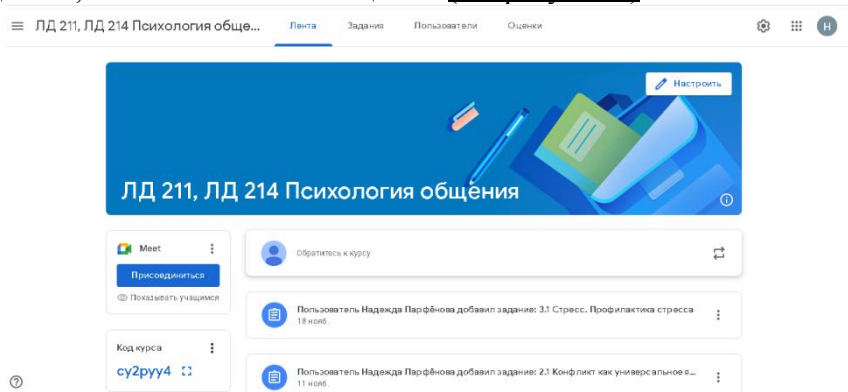 ЛД 211, ЛД 214 Психология обще...
Лента
Задания
Пользователи
Оценки
Н
Настроить
ЛД 211, ЛД 214 Психология общения
Meet
Присоединиться
Показывать учащимся
Код курса
cy2pyy4
Обратитесь к курсу
Пользователь Надежда Парфёнова добавил задание: 3.1 Стресс. Профилактика стресса
18 нояб.
Пользователь Надежда Парфёнова добавил задание: 2.1 Конфликт как универсальное я...
11 нояб.